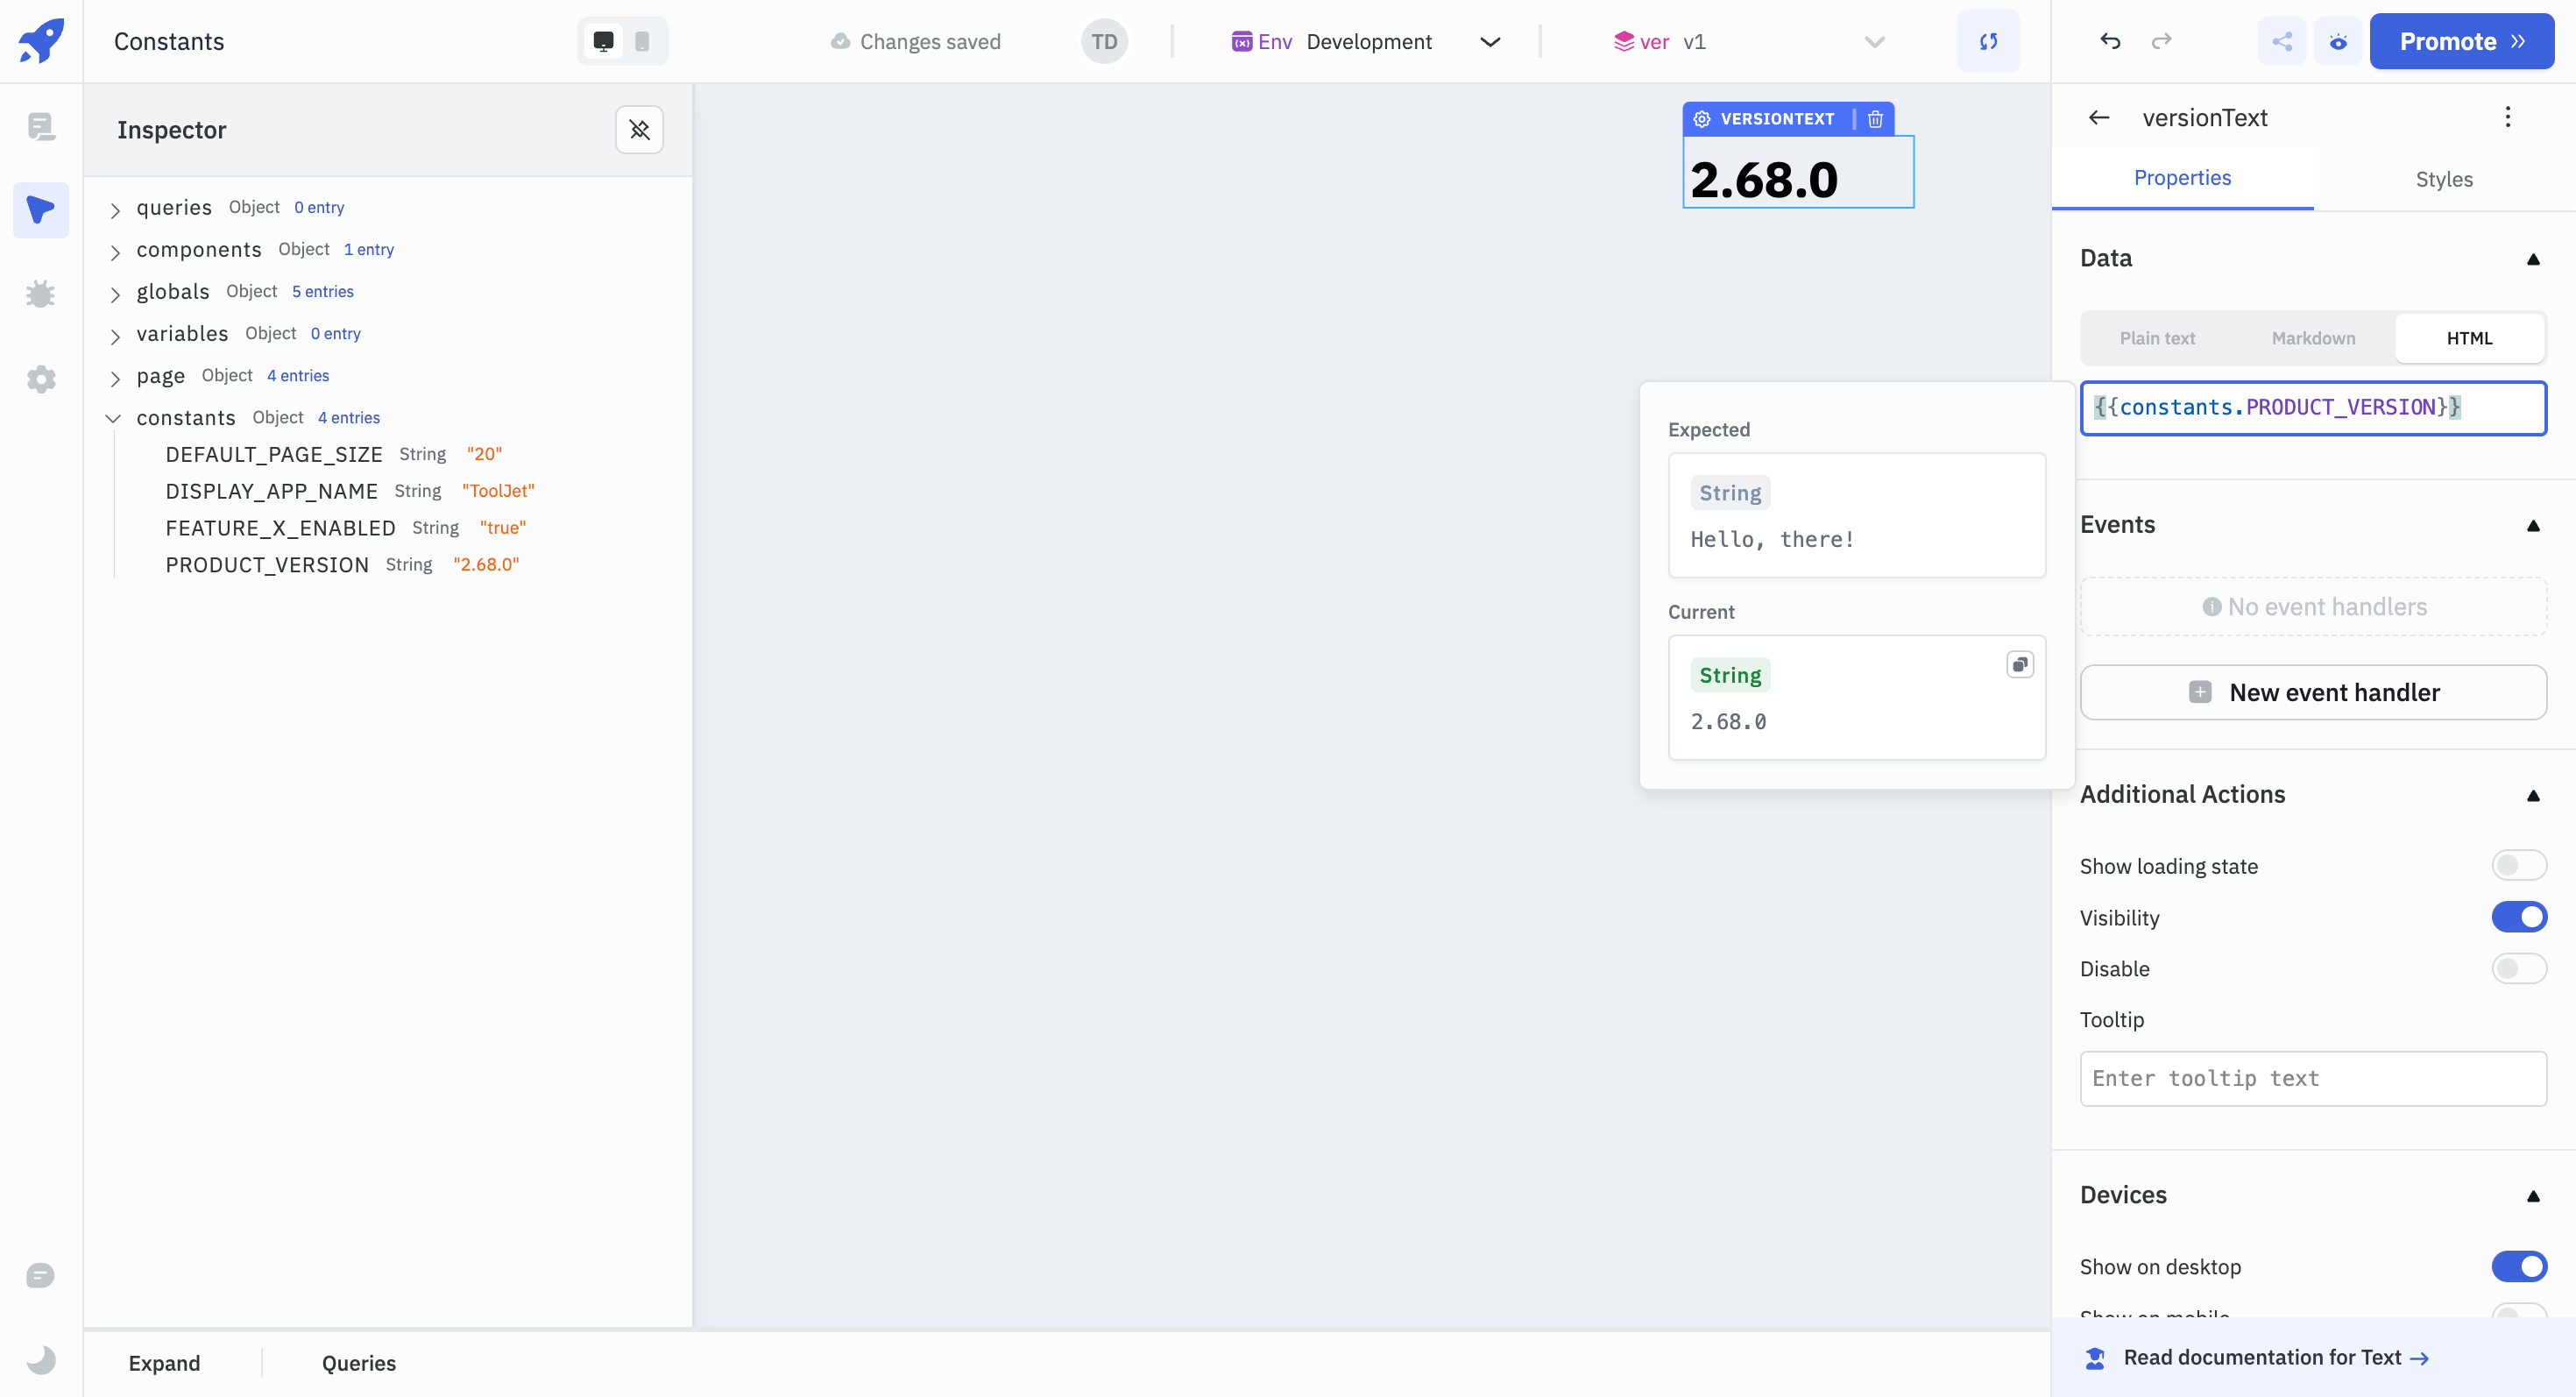 Constants
Changes saved
TD
Env Development
ver v1
Promote
Inspector
queries Object 0 entry
components Object 1 entry
globals Object 5 entries
variables Object 0 entry
page Object 4 entries
constants Object 4 entries
DEFAULT_PAGE_SIZE String "20"
DISPLAY_APP_NAME String "ToolJet"
FEATURE_X_ENABLED String "true"
PRODUCT_VERSION String "2.68.0"
VERSIONTEXT
2.68.0
Expected
String
Hello, there!
Current
String
2.68.0
versionText
Properties Styles
Data
Plain text Markdown HTML
{{constants.PRODUCT_VERSION}}
Events
No event handlers
New event handler
Additional Actions
Show loading state
Visibility
Disable
Tooltip
Enter tooltip text
Devices
Show on desktop
Show on mobile
Read documentation for Text →
Expand Queries